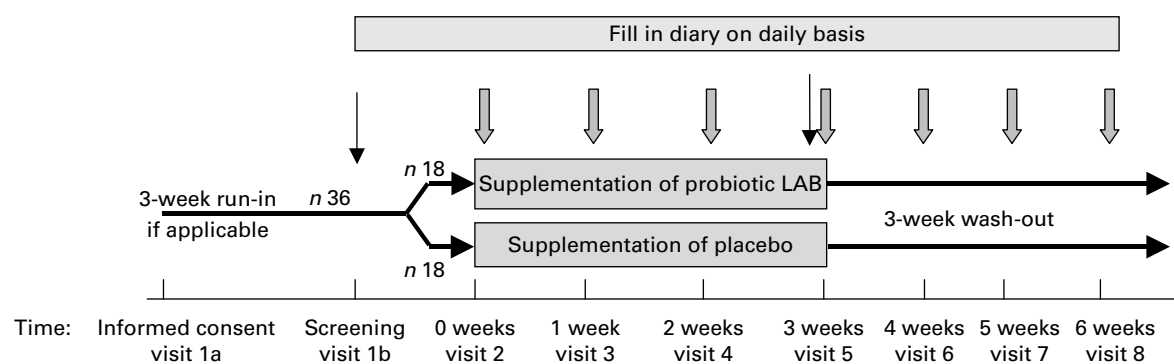 Fill in diary on daily basis
n 18
3-week run-in
if applicable
n 36
Supplementation of probiotic LAB
3-week wash-out
Supplementation of placebo
n 18
Time: Informed consent Screening 0 weeks 1 week 2 weeks 3 weeks 4 weeks 5 weeks 6 weeks
visit 1a visit 1b visit 2 visit 3 visit 4 visit 5 visit 6 visit 7 visit 8